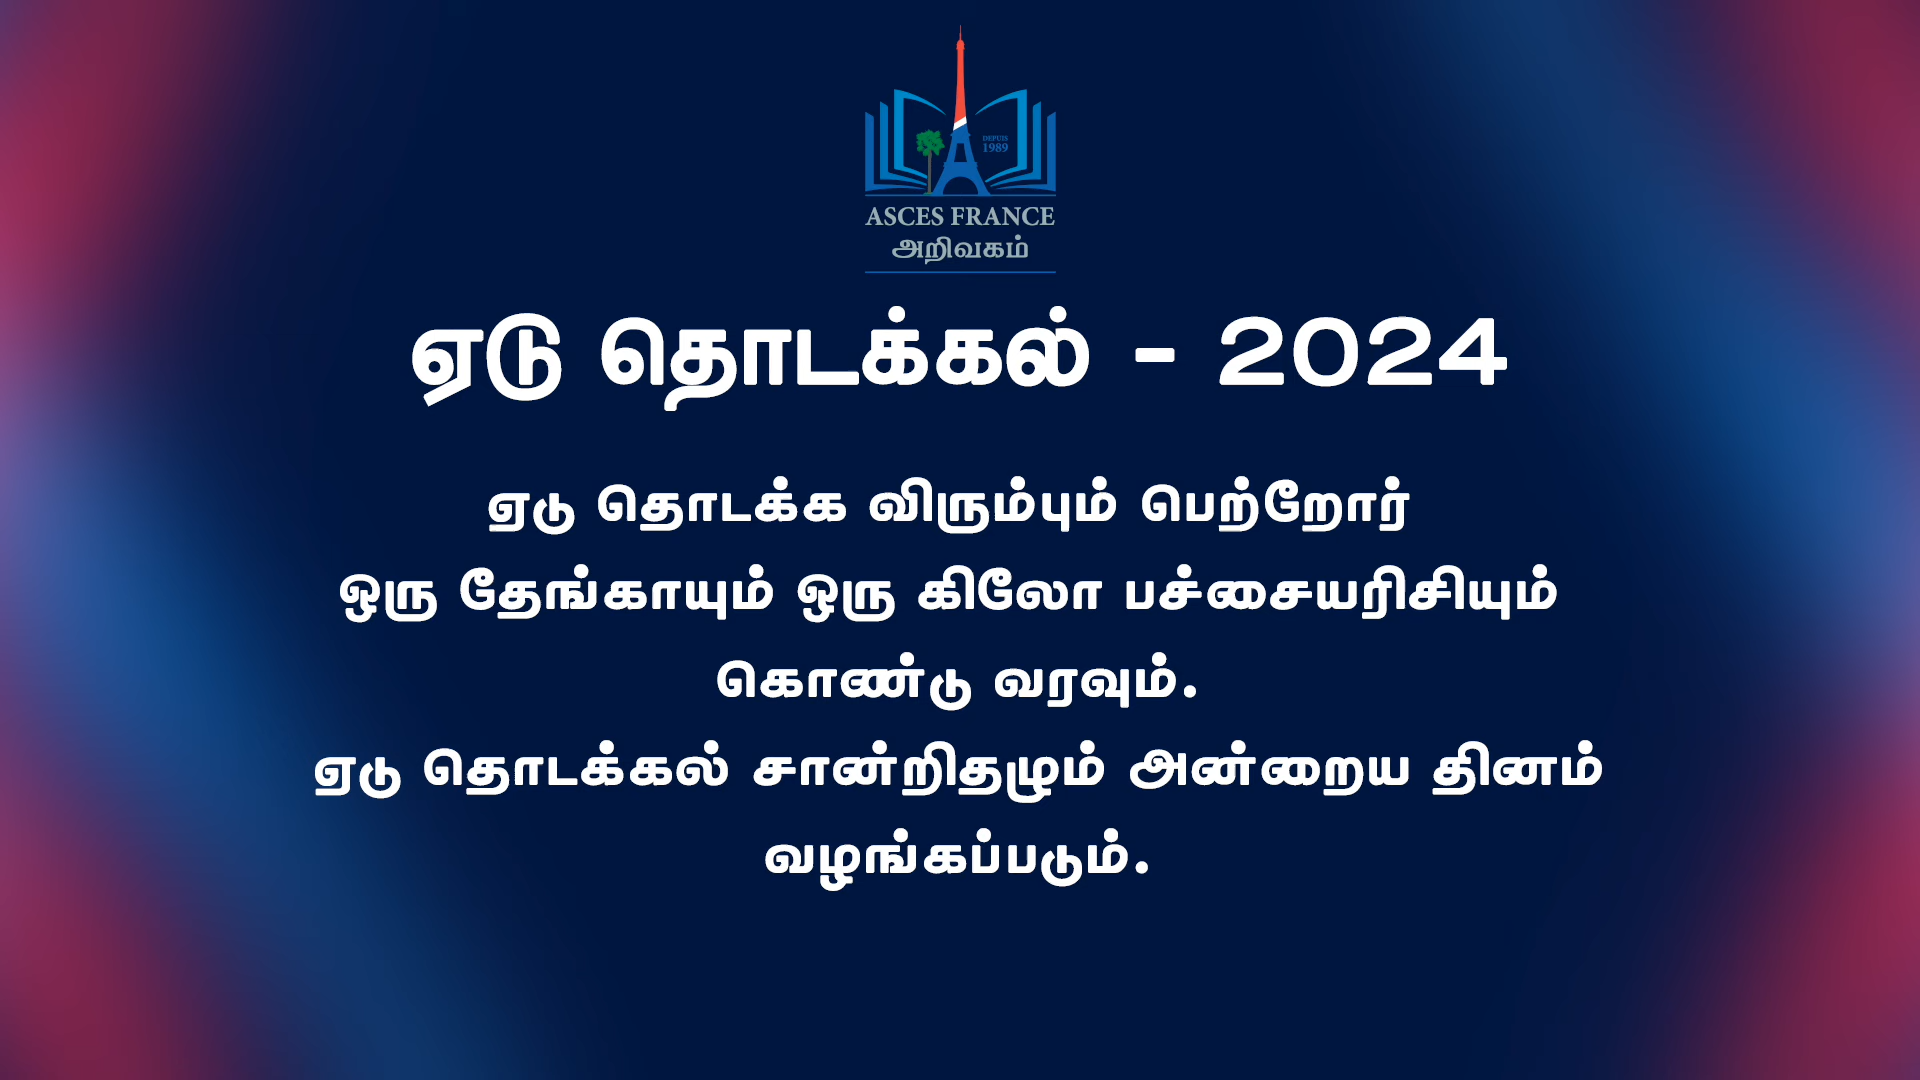 DEPUIS
1989
ASCES FRANCE
அறிவகம்
ஏடு தொடக்கல் - 2024
ஏடு தொடக்க விரும்பும் பெற்றோர்
ஒரு தேங்காயும் ஒரு கிலோ பச்சையரிசியும்
கொண்டு வரவும்.
ஏடு தொடக்கல் சான்றிதழும் அன்றைய தினம்
வழங்கப்படும்.